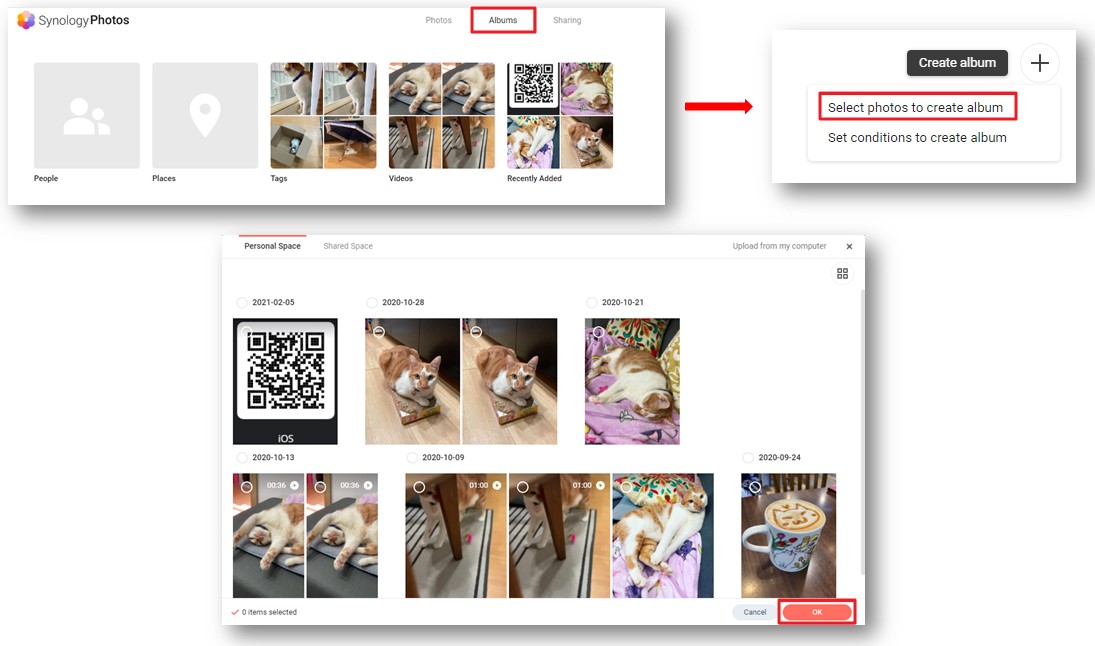 Synology Photos
Photos
Albums
Sharing
People
Places
Tags
Videos
Recently Added
Create album
Select photos to create album
Set conditions to create album
Personal Space
Shared Space
Upload from my computer
2021-02-05
2020-10-28
2020-10-21
iOS
2020-10-13
2020-10-09
2020-09-24
00:36
00:36
01:00
01:00
0 items selected
Cancel
OK